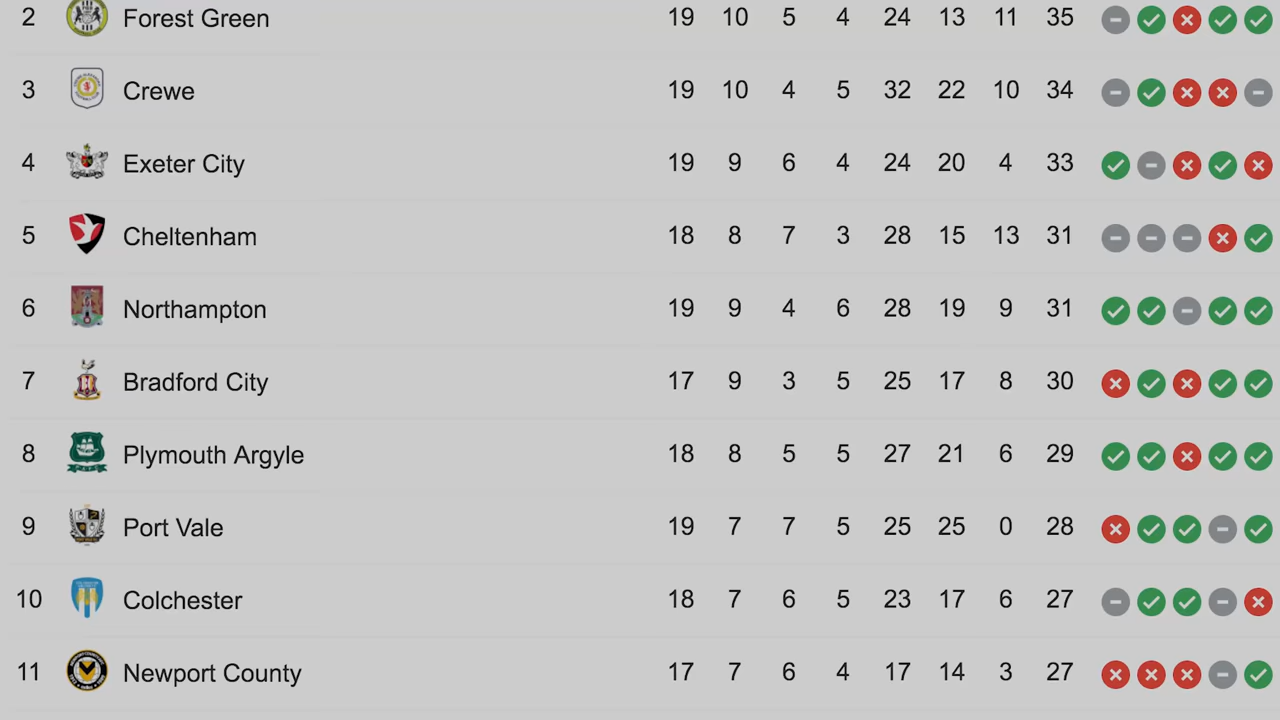 2 Forest Green 19 10 5 4 24 13 11 35
3 Crewe 19 10 4 5 32 22 10 34
4 Exeter City 19 9 6 4 24 20 4 33
5 Cheltenham 18 8 7 3 28 15 13 31
6 Northampton 19 9 4 6 28 19 9 31
7 Bradford City 17 9 3 5 25 17 8 30
8 Plymouth Argyle 18 8 5 5 27 21 6 29
9 Port Vale 19 7 7 5 25 25 0 28
10 Colchester 18 7 6 5 23 17 6 27
11 Newport County 17 7 6 4 17 14 3 27